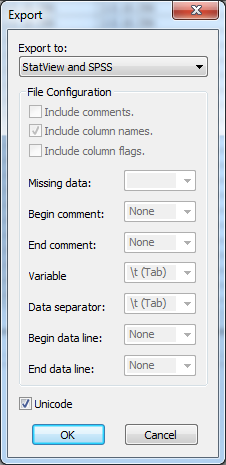 Export
Export to:
StatView and SPSS
File Configuration
Include comments.
Include column names.
Include column flags.
Missing data:
Begin comment: None
End comment: None
Variable \t (Tab)
Data separator: \t (Tab)
Begin data line: None
End data line: None
Unicode
OK Cancel